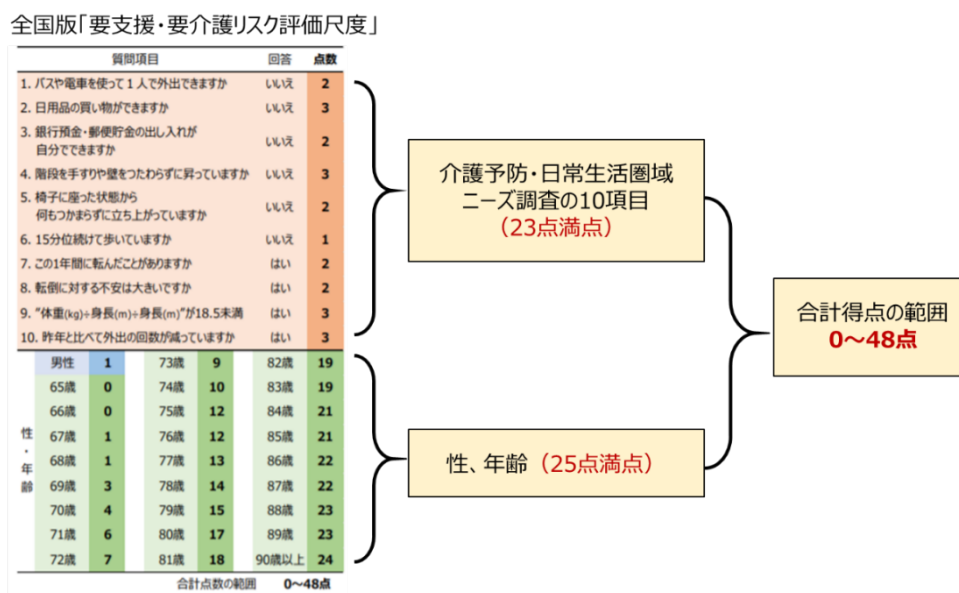 全国版「要支援・要介護リスク評価尺度」
質問項目 回答 点数
1. バスや電車を使って1人で外出できますか いいえ 2
2. 日用品の買い物ができますか いいえ 3
3. 銀行預金・郵便貯金の出し入れが
自分でできますか いいえ 2
4. 階段を手すりや壁をつたわらずに昇っていますか いいえ 3
5. 椅子に座った状態から
何もつかまらずに立ち上がっていますか いいえ 2
6. 15分位続けて歩いていますか いいえ 1
7. この1年間に転んだことがありますか はい 2
8. 転倒に対する不安は大きいですか はい 2
9. "体重(kg)÷身長(m)÷身長(m)"が18.5未満 はい 3
10. 昨年と比べて外出の回数が減っていますか はい 3
性・年齢
男性 1 73歳 9 82歳 19
65歳 0 74歳 10 83歳 19
66歳 0 75歳 12 84歳 21
67歳 1 76歳 12 85歳 21
68歳 1 77歳 13 86歳 22
69歳 3 78歳 14 87歳 22
70歳 4 79歳 15 88歳 23
71歳 6 80歳 17 89歳 23
72歳 7 81歳 18 90歳以上 24
合計点数の範囲 0～48点
介護予防・日常生活圏域
ニーズ調査の10項目
（23点満点）
性、年齢（25点満点）
合計得点の範囲
0～48点